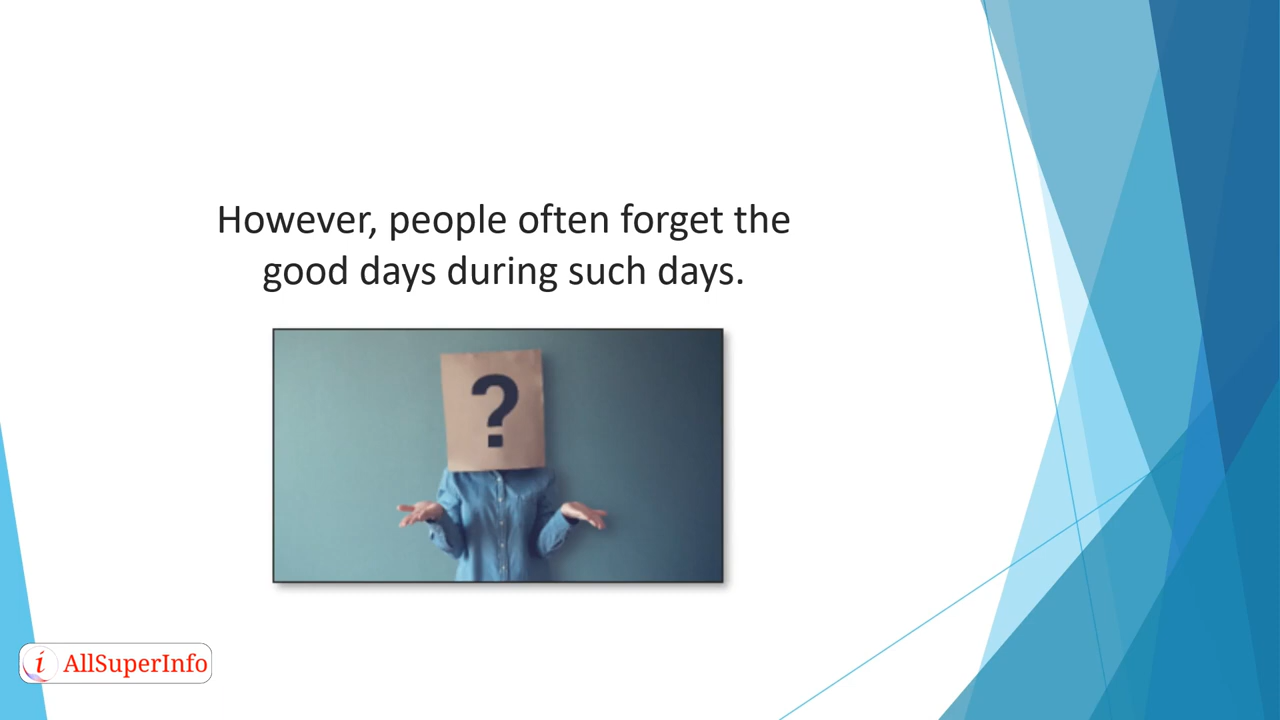 However, people often forget the
good days during such days.
?
i AllSuperInfo